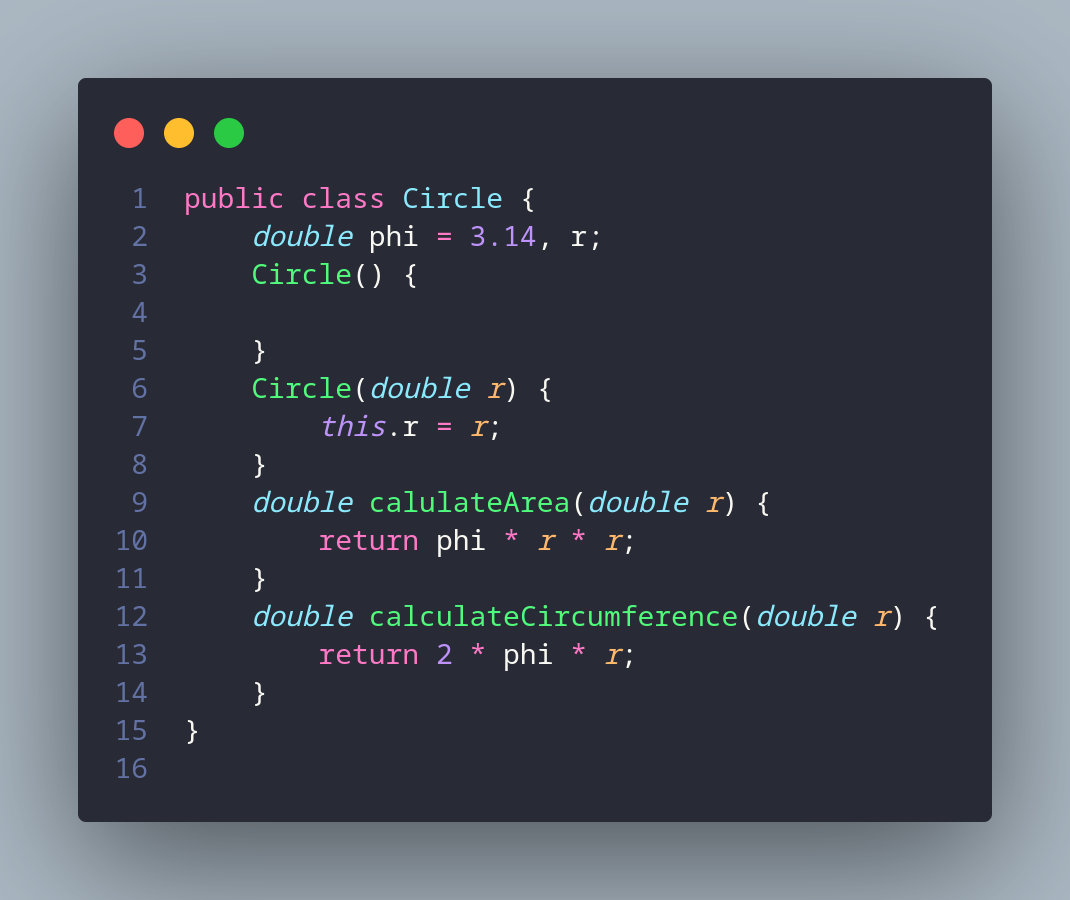 1 public class Circle {
2     double phi = 3.14, r;
3     Circle() {
4
5     }
6     Circle(double r) {
7         this.r = r;
8     }
9     double calulateArea(double r) {
10         return phi * r * r;
11     }
12     double calculateCircumference(double r) {
13         return 2 * phi * r;
14     }
15 }
16